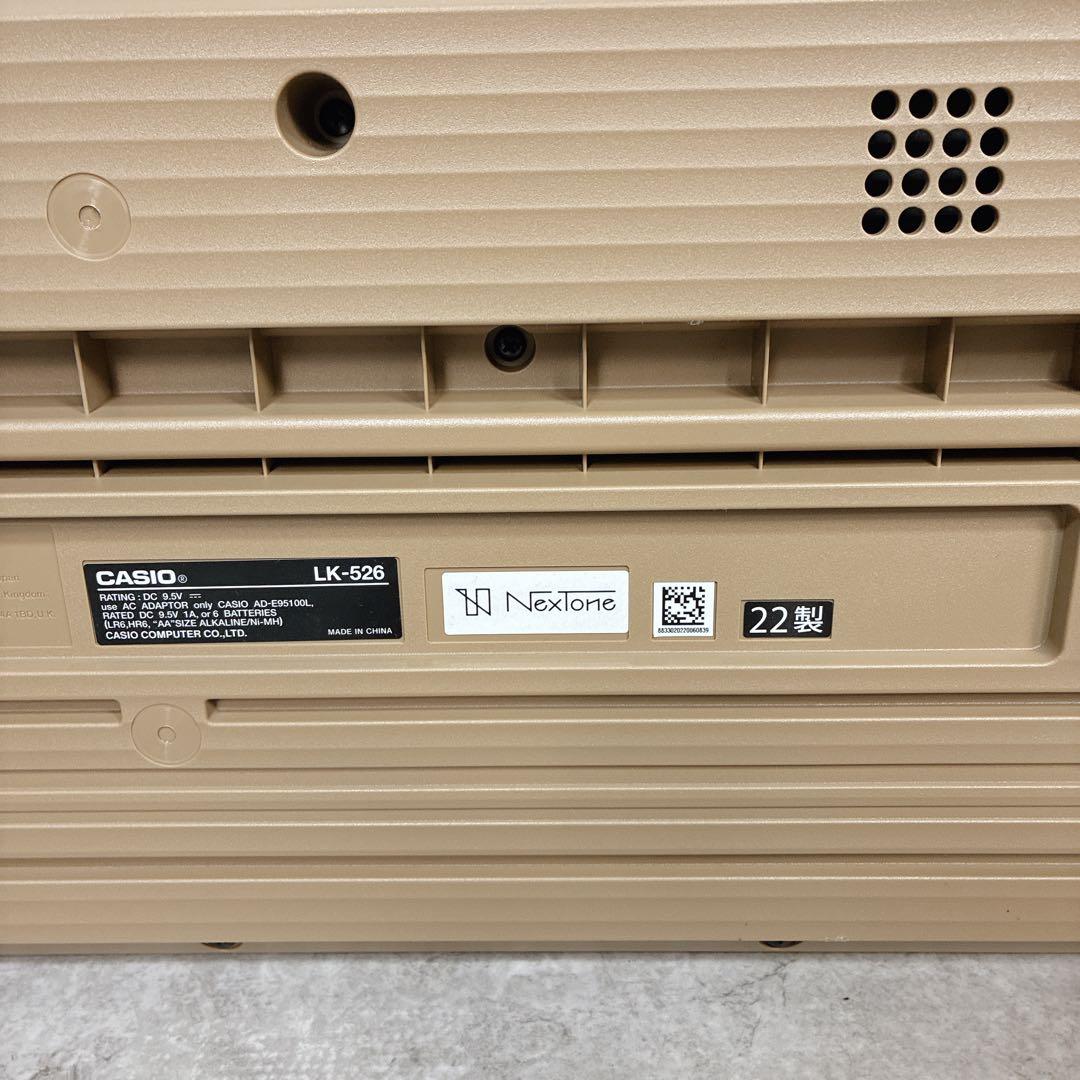 Kingdom
CASIO®
LK-526
RATING : DC 9.5V ⎓
use AC ADAPTOR only CASIO AD-E95100L,
RATED DC 9.5V 1A, or 6 BATTERIES
(LR6,HR6, "AA"SIZE ALKALINE/Ni-MH)
CASIO COMPUTER CO.,LTD.
MADE IN CHINA
NexTone
8833020220060839
22製